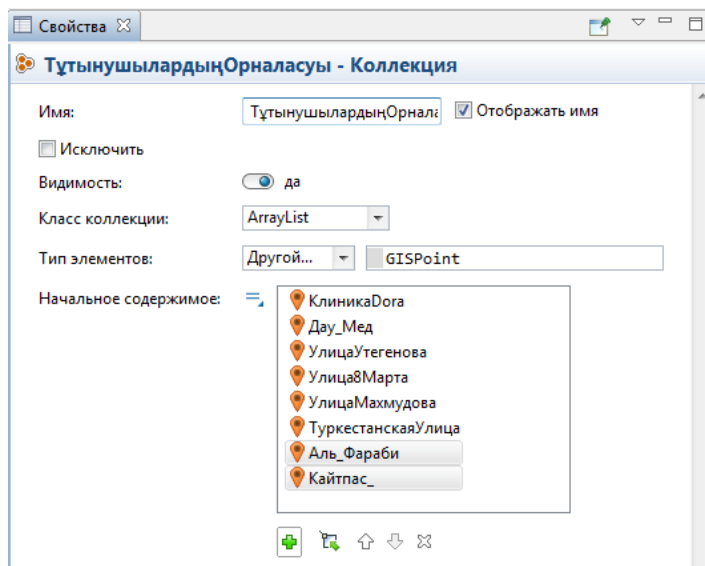 Свойства
ТұтынушылардыңОрналасуы - Коллекция
Имя: ТұтынушылардыңОрнала Отображать имя
Исключить
Видимость: да
Класс коллекции: ArrayList
Тип элементов: Другой... GISPoint
Начальное содержимое: КлиникаDora
Дау_Мед
УлицаУтегенова
Улица8Марта
УлицаМахмудова
ТуркестанскаяУлица
Аль_Фараби
Кайтпас_